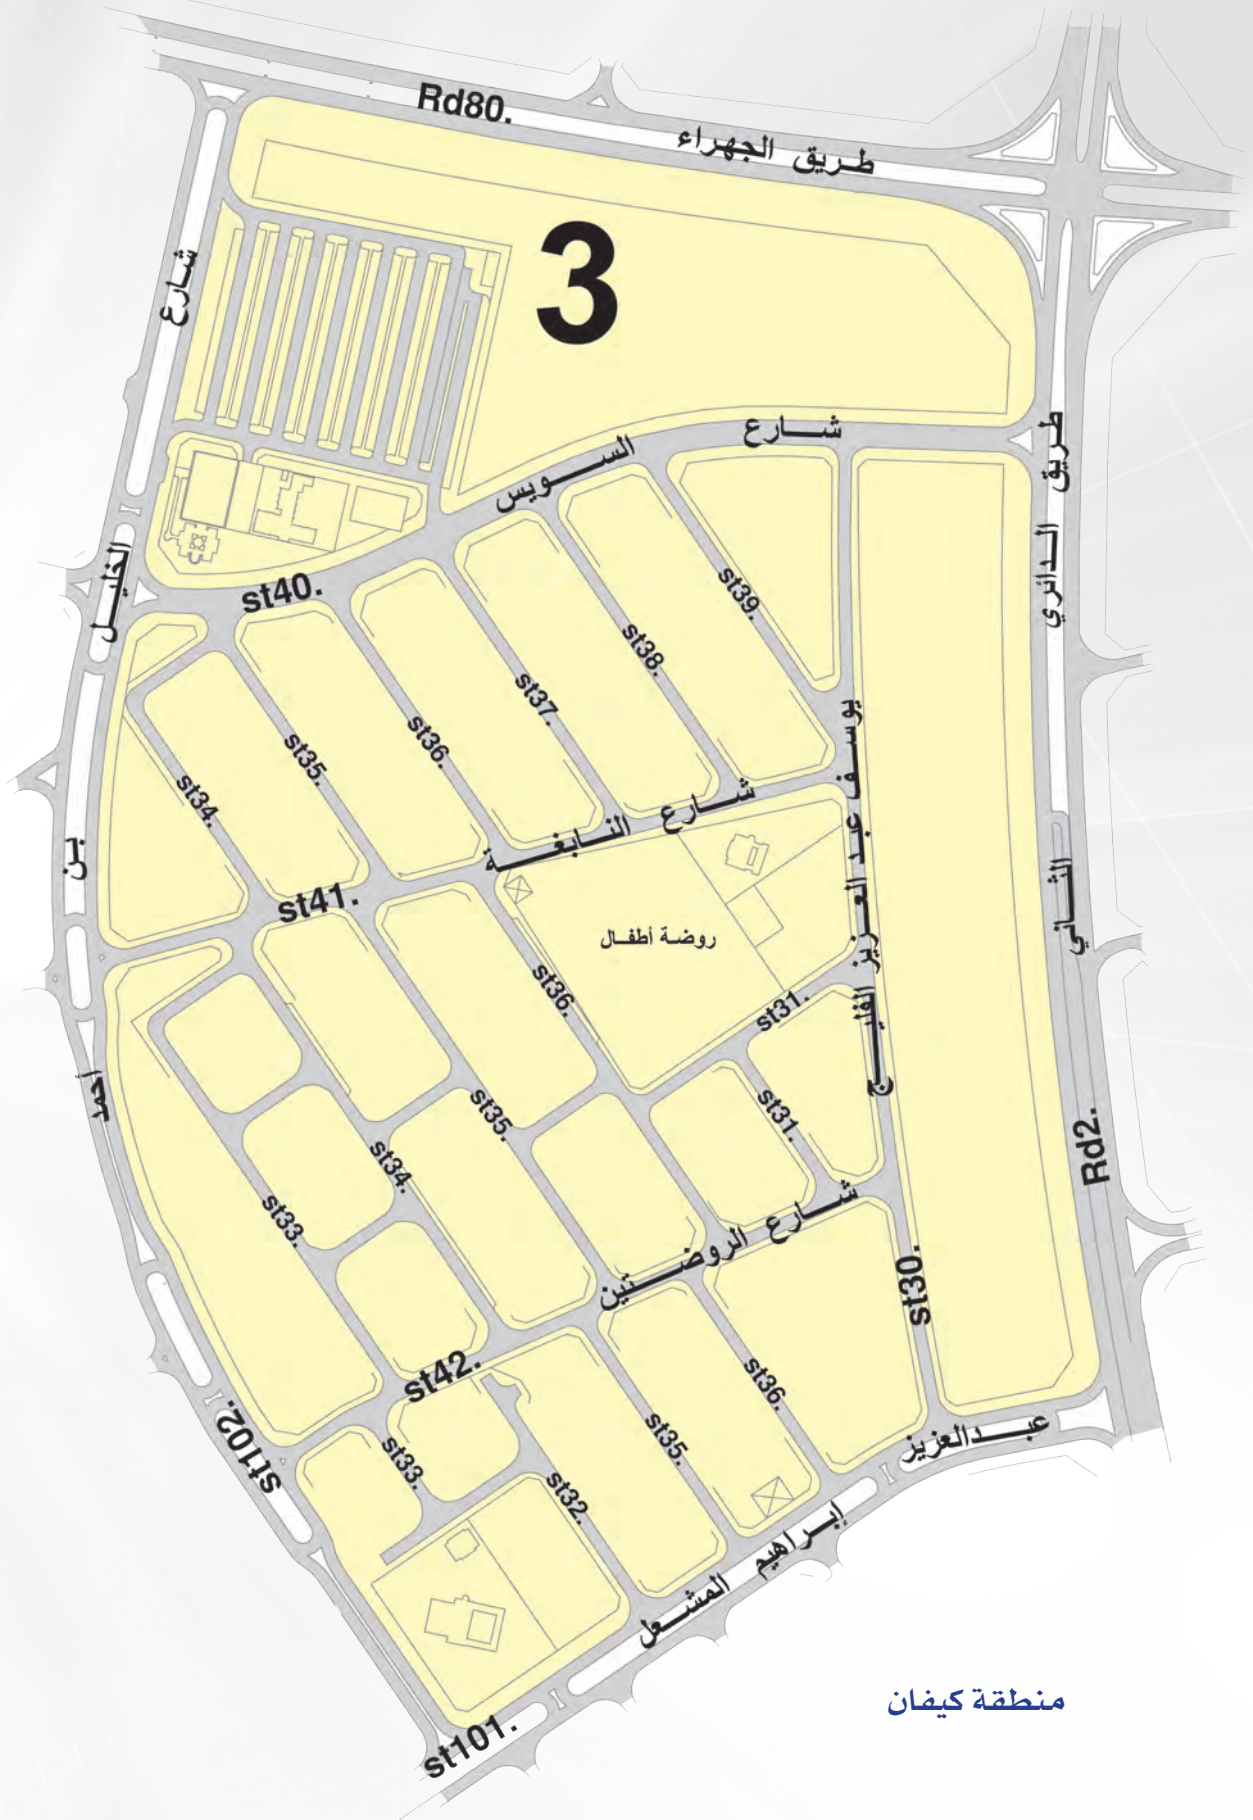 Rd80.
طريق الجهراء
3
شارع
شارع
السويس
طريق
الدائري
الخليل
st40.
st39.
st38.
st37.
st36.
st35.
st34.
يوسف عبد العزيز الفليج
شارع النابغة
بن
st41.
الثاني
روضة أطفال
st36.
st31.
أحمد
st35.
st31.
Rd2.
st34.
st33.
شارع الروضتين
st30.
st42.
st36.
st35.
عبدالعزيز
st102.
st33.
st32.
إبراهيم المشعل
st101.
منطقة كيفان